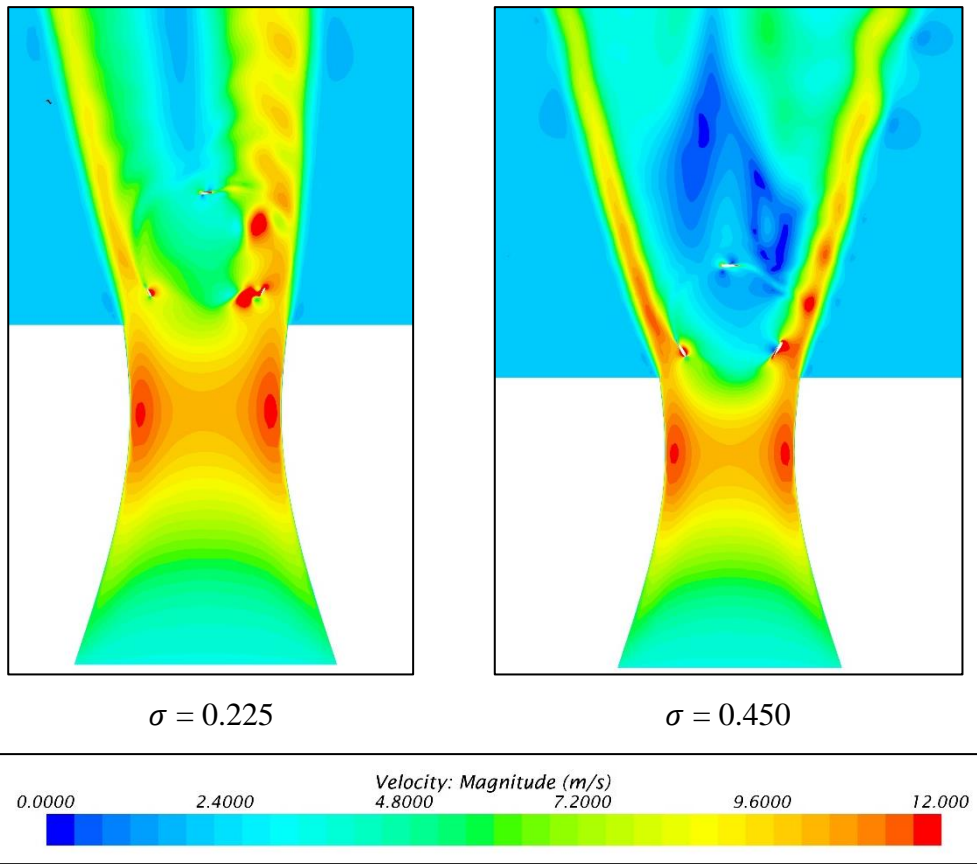 σ = 0.225
σ = 0.450
Velocity: Magnitude (m/s)
0.0000 2.4000 4.8000 7.2000 9.6000 12.000